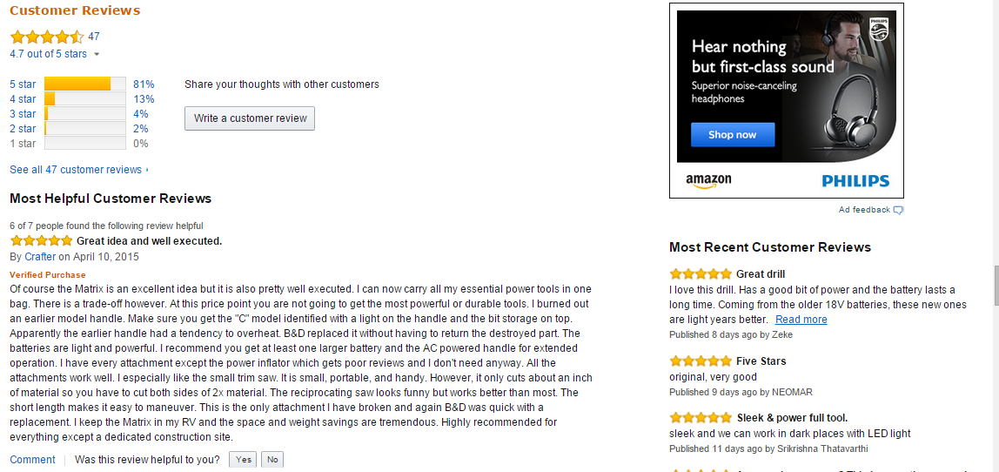 Customer Reviews
47
4.7 out of 5 stars
5 star 81%
4 star 13%
3 star 4%
2 star 2%
1 star 0%
Share your thoughts with other customers
Write a customer review
See all 47 customer reviews
Most Helpful Customer Reviews
6 of 7 people found the following review helpful
Great idea and well executed.
By Crafter on April 10, 2015
Verified Purchase
Of course the Matrix is an excellent idea but it is also pretty well executed. I can now carry all my essential power tools in one
bag. There is a trade-off however. At this price point you are not going to get the most powerful or durable tools. I burned out
an earlier model handle. Make sure you get the "C" model identified with a light on the handle and the bit storage on top.
Apparently the earlier handle had a tendency to overheat. B&D replaced it without having to return the destroyed part. The
batteries are light and powerful. I recommend you get at least one larger battery and the AC powered handle for extended
operation. I have every attachment except the power inflator which gets poor reviews and I don't need anyway. All the
attachments work well. I especially like the small trim saw. It is small, portable, and handy. However, it only cuts about an inch
of material so you have to cut both sides of 2x material. The reciprocating saw looks funny but works better than most. The
short length makes it easy to maneuver. This is the only attachment I have broken and again B&D was quick with a
replacement. I keep the Matrix in my RV and the space and weight savings are tremendous. Highly recommended for
everything except a dedicated construction site.
Comment Was this review helpful to you? Yes No
PHILIPS
Hear nothing
but first-class sound
Superior noise-canceling
headphones
Shop now
amazon PHILIPS
Ad feedback
Most Recent Customer Reviews
Great drill
I love this drill. Has a good bit of power and the battery lasts a
long time. Coming from the older 18V batteries, these new ones
are light years better. Read more
Published 8 days ago by Zeke
Five Stars
original, very good
Published 9 days ago by NEOMAR
Sleek & power full tool.
sleek and we can work in dark places with LED light
Published 11 days ago by Srikrishna Thatavarthi